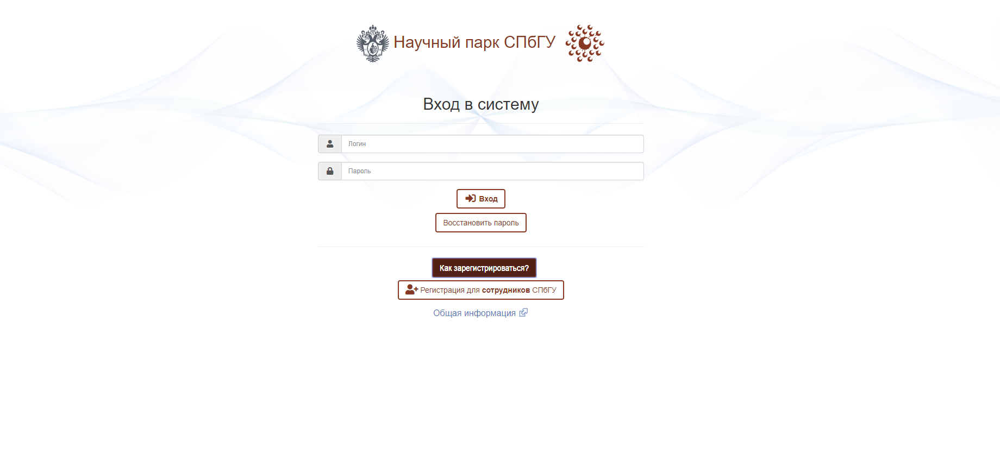 Научный парк СПбГУ
Вход в систему
Логин
Пароль
Вход
Восстановить пароль
Как зарегистрироваться?
Регистрация для сотрудников СПбГУ
Общая информация